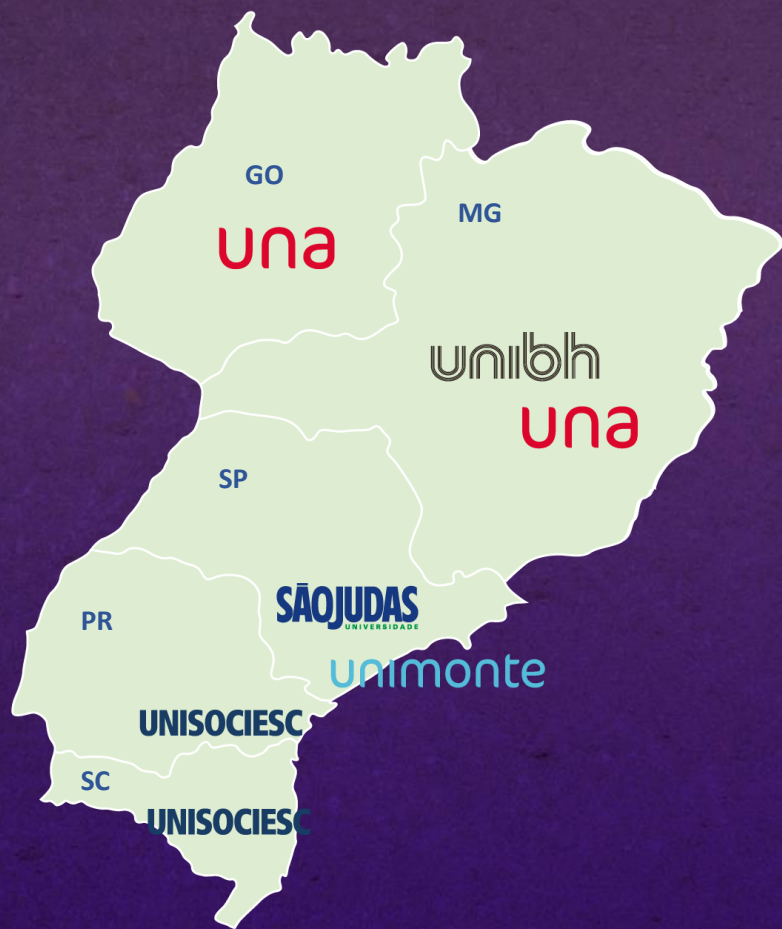 GO
una
MG
unibh
una
SP
SÃOJUDAS
UNIVERSIDADE
PR
unimonte
UNISOCIESC
SC
UNISOCIESC